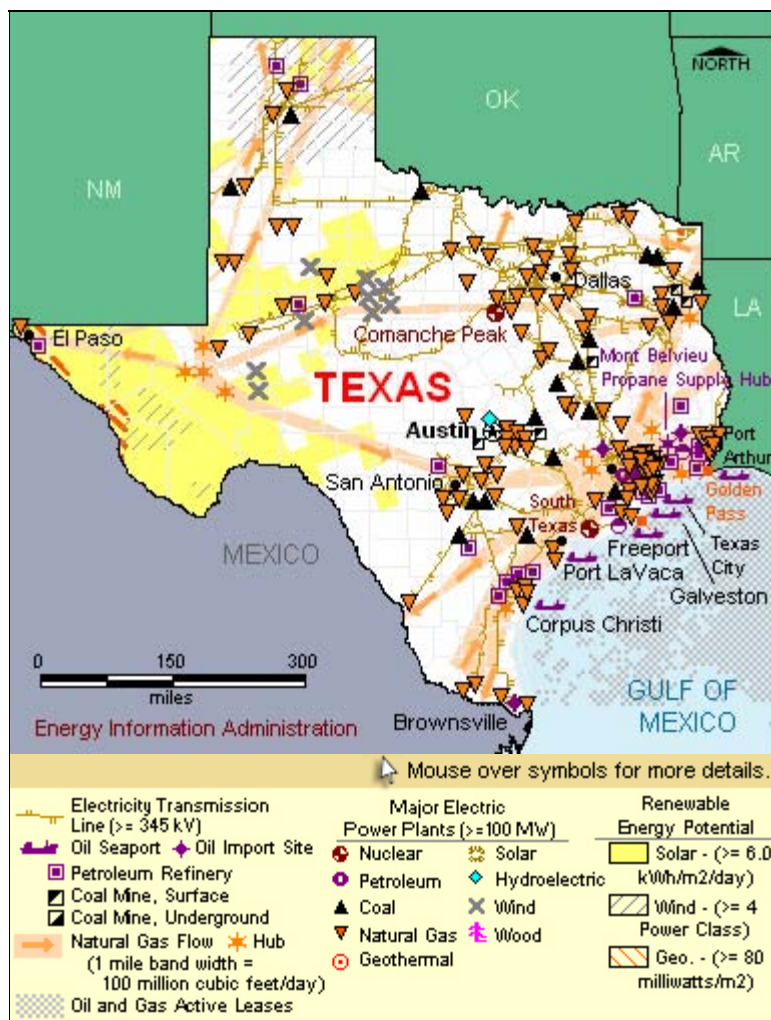 NORTH
OK
AR
NM
LA
Dallas
El Paso
Comanche Peak
Mont Belvieu
Propane Supply Hub
TEXAS
Austin
Port
Arthur
San Antonio
Golden
Pass
South
Texas
MEXICO
Freeport
Texas
City
Port LaVaca
Galveston
Corpus Christi
0 150 300
miles
GULF OF
MEXICO
Energy Information Administration
Brownsville
Mouse over symbols for more details.
Electricity Transmission
Line (>= 345 kV)
Oil Seaport
Oil Import Site
Petroleum Refinery
Coal Mine, Surface
Coal Mine, Underground
Natural Gas Flow
Hub
(1 mile band width =
100 million cubic feet/day)
Oil and Gas Active Leases
Major Electric
Power Plants (>=100 MW)
Nuclear
Solar
Petroleum
Hydroelectric
Coal
Wind
Natural Gas
Wood
Geothermal
Renewable
Energy Potential
Solar - (>= 6.0
kWh/m2/day)
Wind - (>= 4
Power Class)
Geo. - (>= 80
milliwatts/m2)